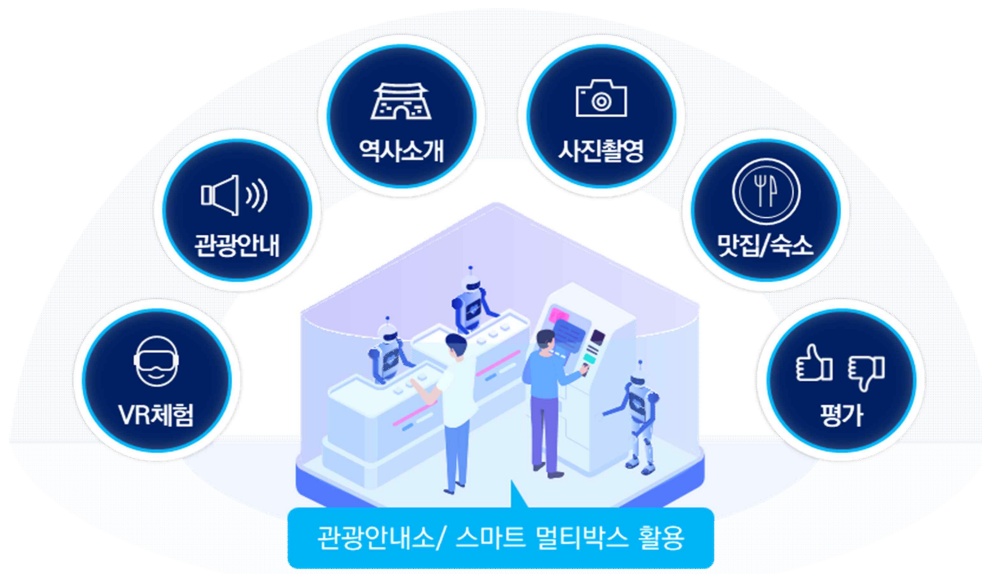 역사소개
사진촬영
관광안내
맛집/숙소
VR체험
평가
관광안내소/ 스마트 멀티박스 활용